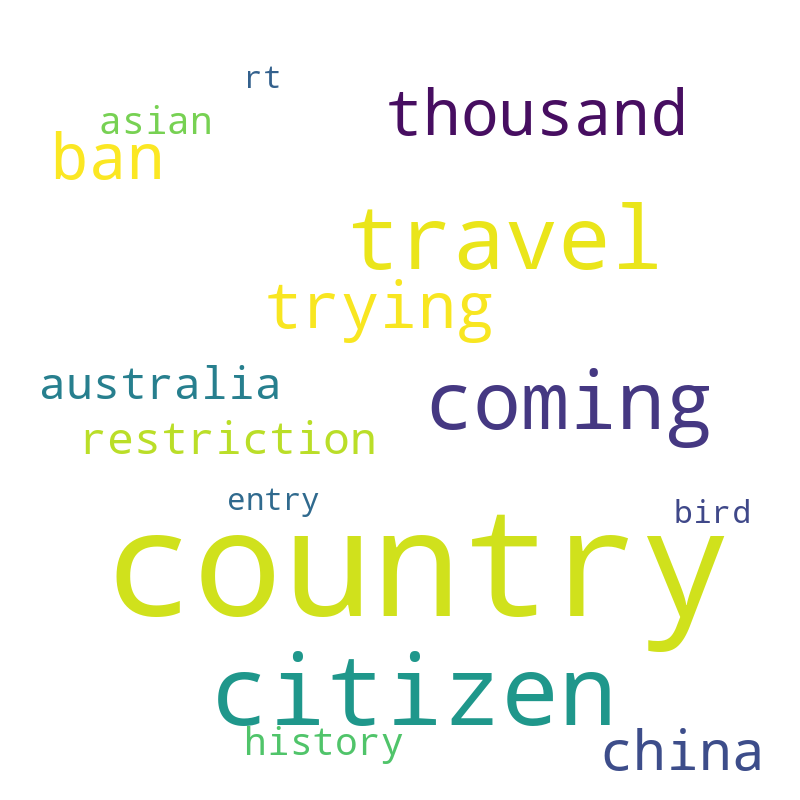 rt
thousand
asian
ban
travel
trying
australia
coming
restriction
entry
bird
country
citizen
history
china